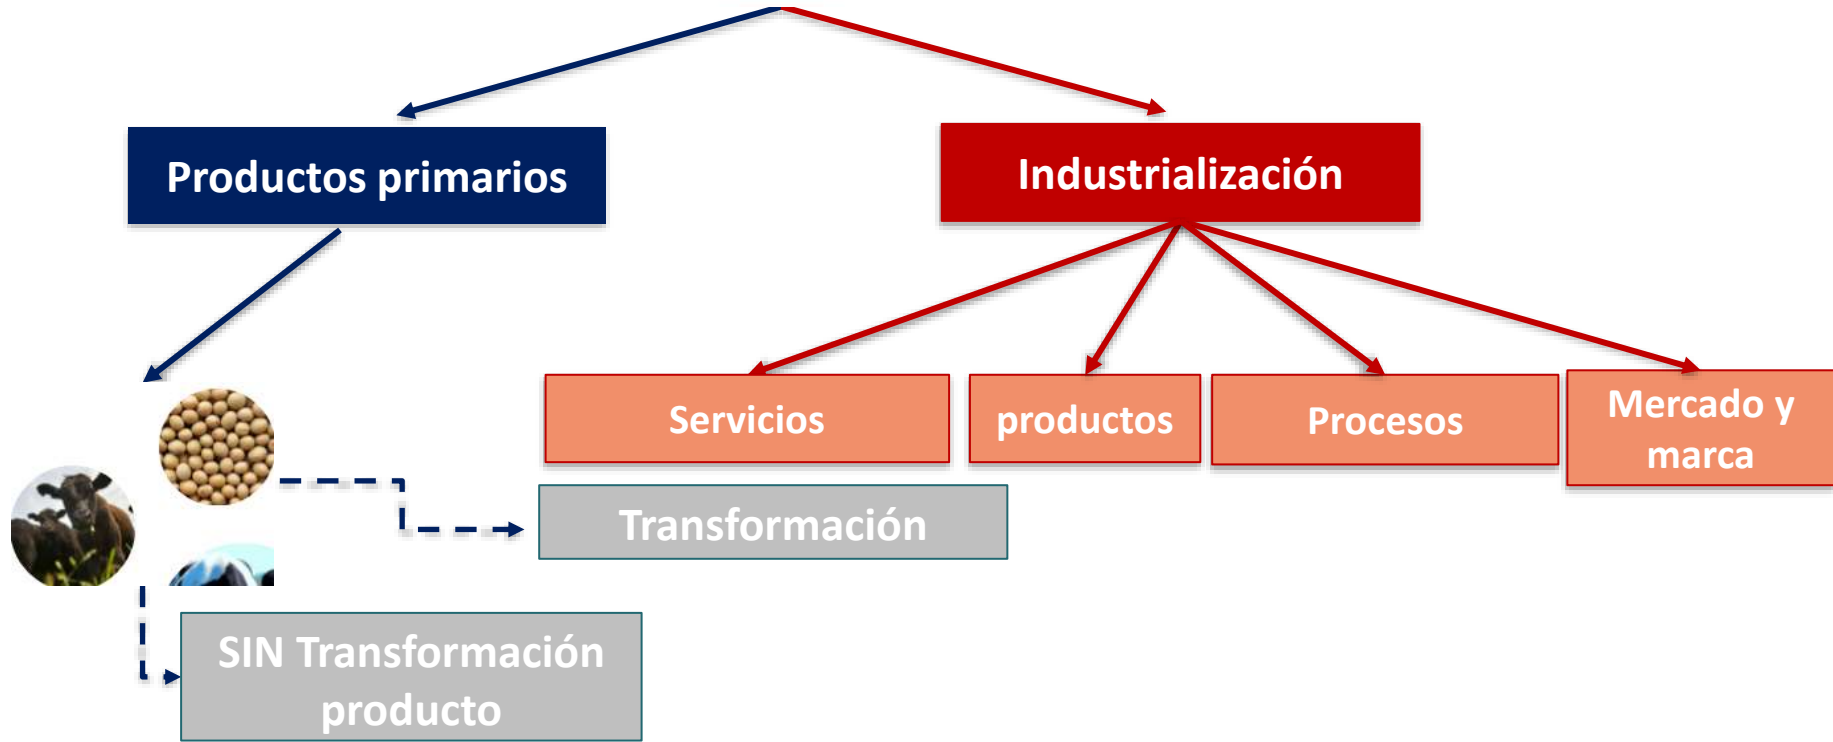 Productos primarios
Industrialización
Servicios
productos
Procesos
Mercado y
marca
Transformación
SIN Transformación
producto